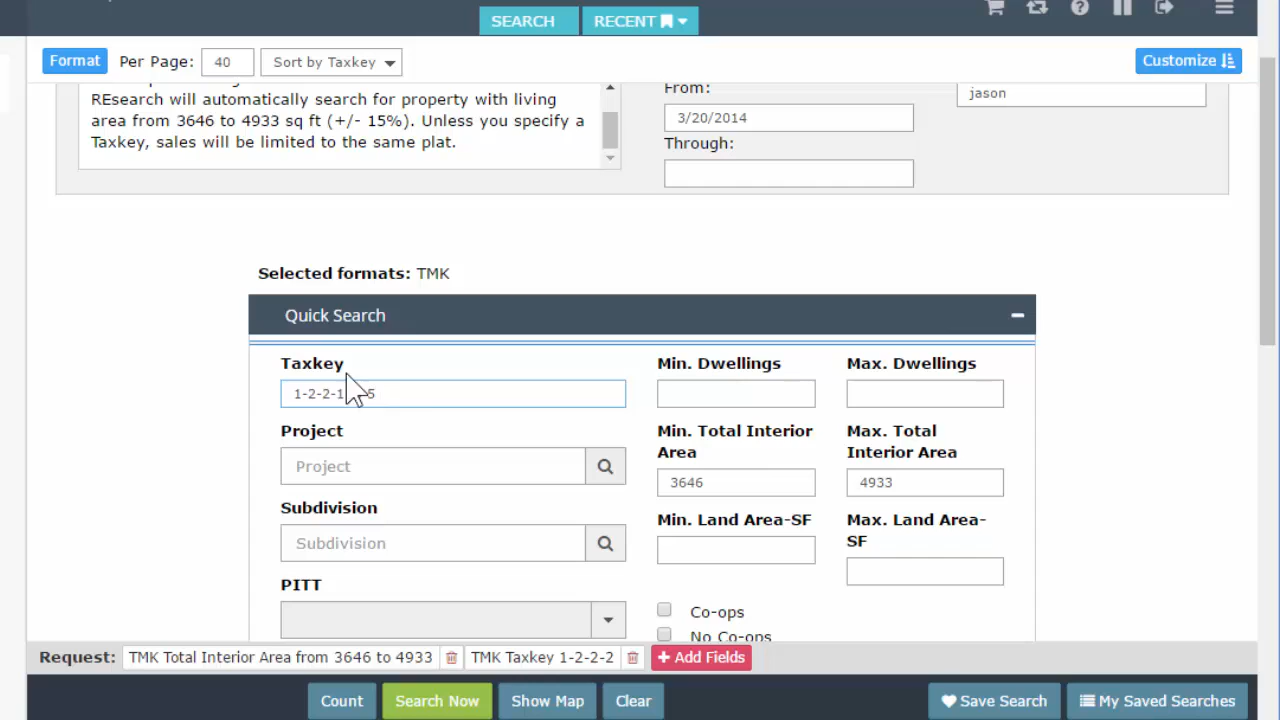 SEARCH
RECENT
Format
Per Page:
40
Sort by Taxkey
Customize
REsearch will automatically search for property with living
area from 3646 to 4933 sq ft (+/- 15%). Unless you specify a
Taxkey, sales will be limited to the same plat.
From:
3/20/2014
Through:
jason
Selected formats: TMK
Quick Search
Taxkey
1-2-2-1 5
Project
Project
Subdivision
Subdivision
PITT
Min. Dwellings
Max. Dwellings
Min. Total Interior
Area
3646
Max. Total
Interior Area
4933
Min. Land Area-SF
Max. Land Area-
SF
Co-ops
No Co-ops
Request:
TMK Total Interior Area from 3646 to 4933
TMK Taxkey 1-2-2-2
+ Add Fields
Count
Search Now
Show Map
Clear
Save Search
My Saved Searches